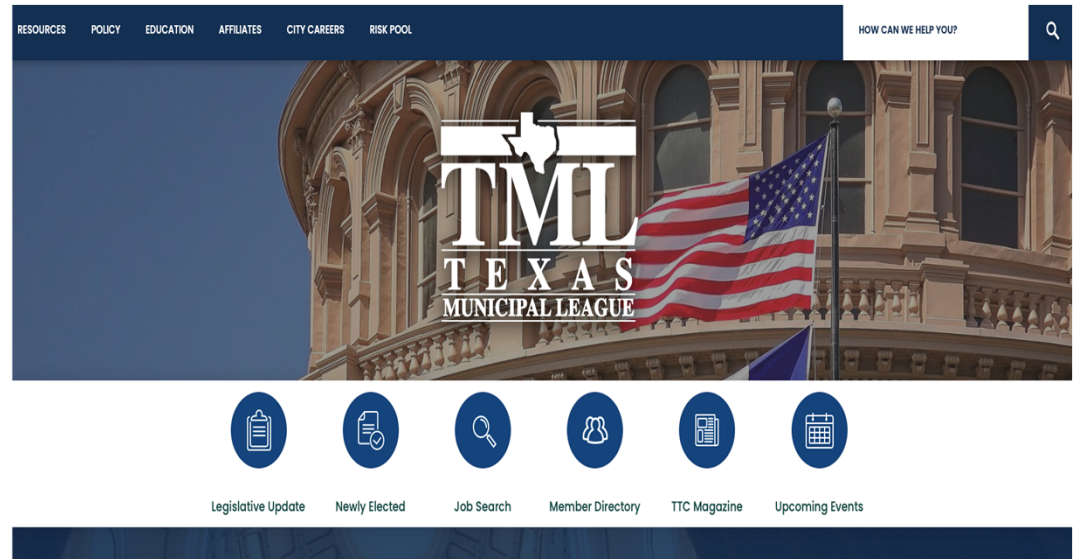 RESOURCES POLICY EDUCATION AFFILIATES CITY CAREERS RISK POOL HOW CAN WE HELP YOU?
TML
TEXAS
MUNICIPAL LEAGUE
Legislative Update Newly Elected Job Search Member Directory TTC Magazine Upcoming Events